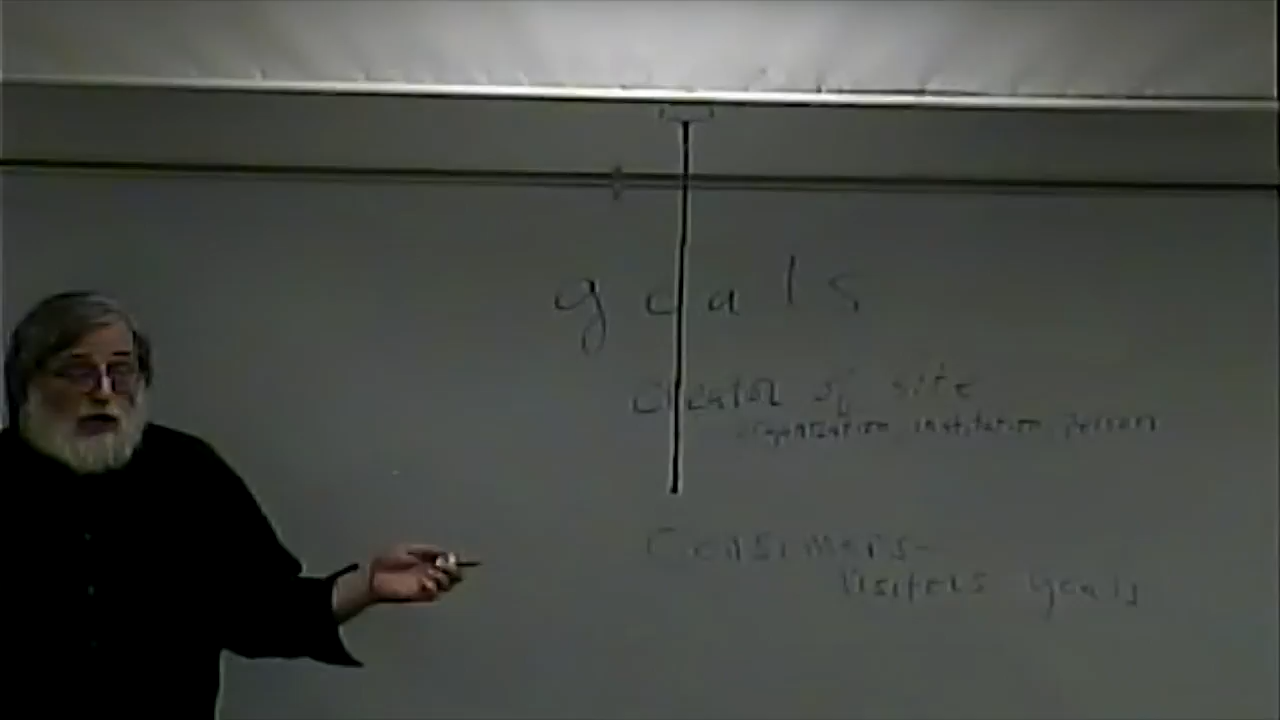 goals
Creator of site
organization, institution, person
Consumers-
Visitors goals